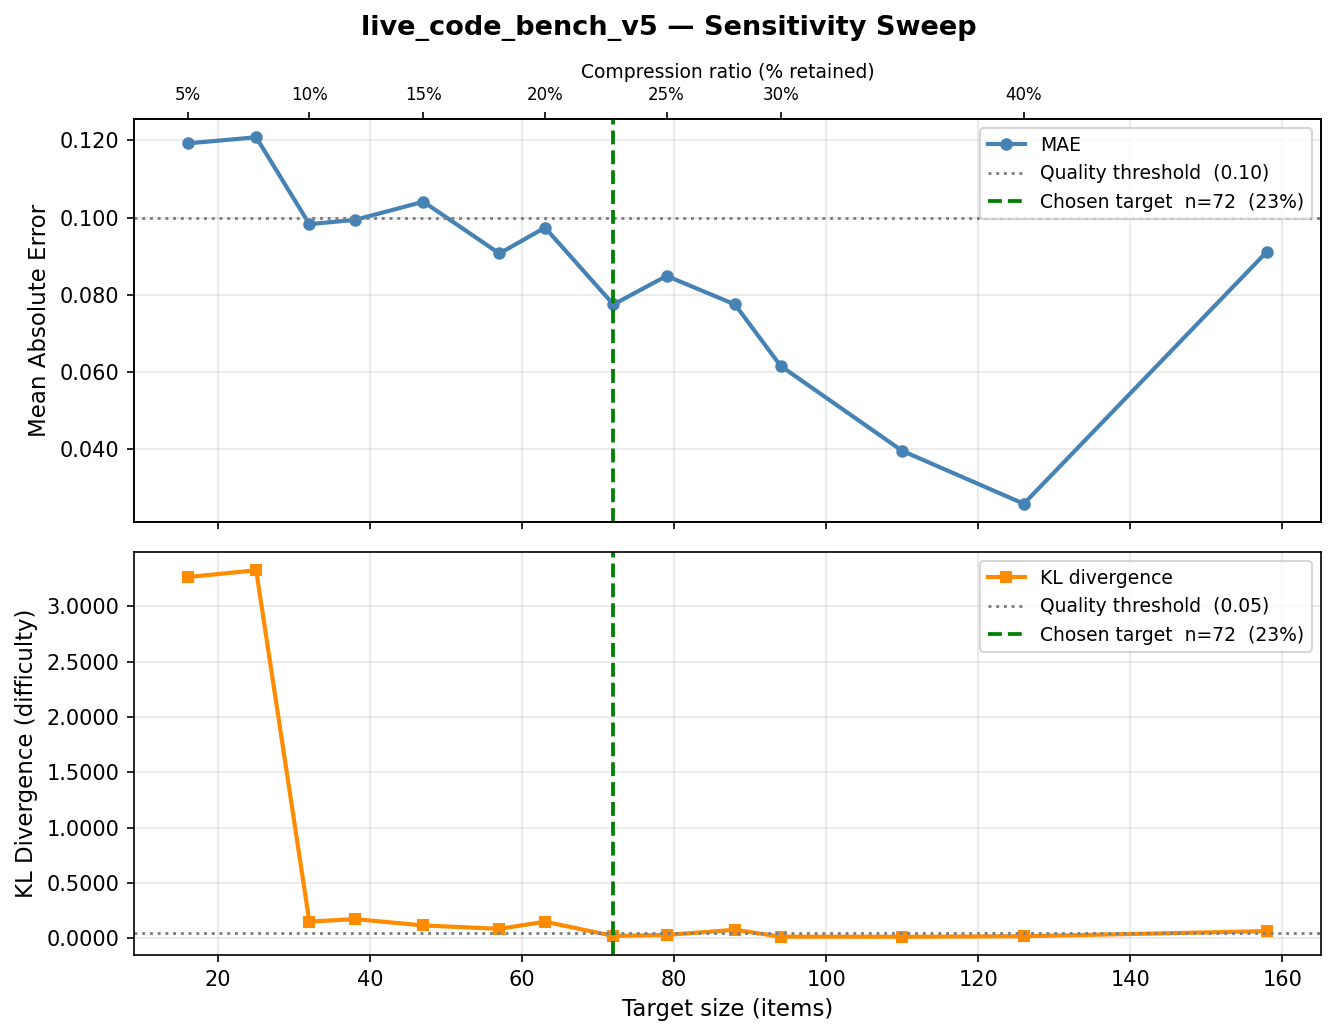 live_code_bench_v5 — Sensitivity Sweep
Compression ratio (% retained)
5% 10% 15% 20% 25% 30% 40%
Mean Absolute Error
0.120
0.100
0.080
0.060
0.040
MAE
Quality threshold (0.10)
Chosen target n=72 (23%)
KL Divergence (difficulty)
3.0000
2.5000
2.0000
1.5000
1.0000
0.5000
0.0000
KL divergence
Quality threshold (0.05)
Chosen target n=72 (23%)
20 40 60 80 100 120 140 160
Target size (items)